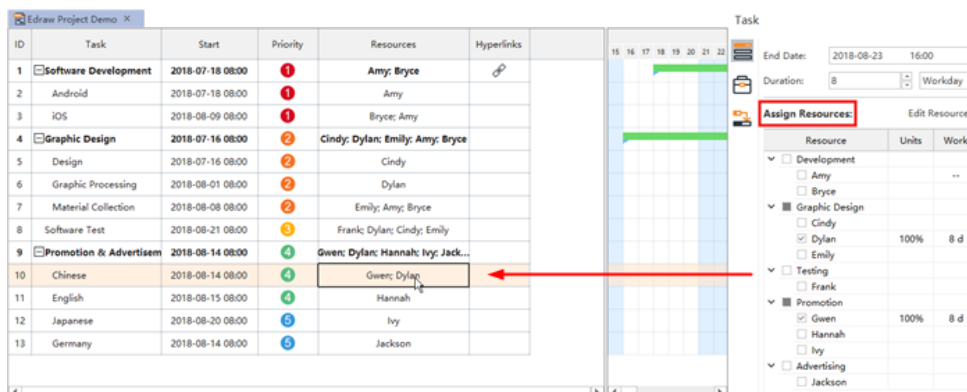 Edraw Project Demo ×
ID Task Start Priority Resources Hyperlinks
1 Software Development 2018-07-18 08:00 1 Amy; Bryce
2 Android 2018-07-18 08:00 1 Amy
3 iOS 2018-08-09 08:00 1 Bryce; Amy
4 Graphic Design 2018-07-16 08:00 2 Cindy; Dylan; Emily; Amy; Bryce
5 Design 2018-07-16 08:00 2 Cindy
6 Graphic Processing 2018-08-01 08:00 2 Dylan
7 Material Collection 2018-08-08 08:00 2 Emily; Amy; Bryce
8 Software Test 2018-08-21 08:00 3 Frank; Dylan; Cindy; Emily
9 Promotion & Advertisem 2018-08-14 08:00 4 Gwen; Dylan; Hannah; Ivy; Jack...
10 Chinese 2018-08-14 08:00 4 Gwen; Dylan
11 English 2018-08-15 08:00 4 Hannah
12 Japanese 2018-08-20 08:00 5 Ivy
13 Germany 2018-08-14 08:00 5 Jackson
15 16 17 18 19 20 21 22
Task
End Date: 2018-08-23 16:00
Duration: 8 Workday
Assign Resources: Edit Resource
Resource Units Work
Development
Amy --
Bryce
Graphic Design
Cindy
Dylan 100% 8 d
Emily
Testing
Frank
Promotion
Gwen 100% 8 d
Hannah
Ivy
Advertising
Jackson